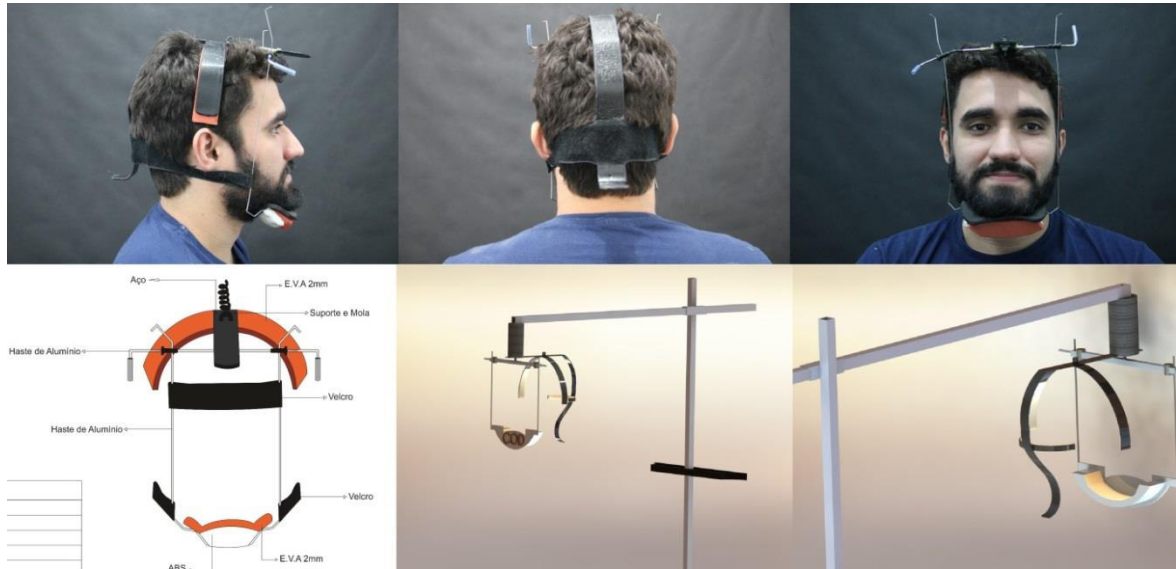 Aço
E.V.A 2mm
Suporte e Mola
Haste de Alumínio
Velcro
Haste de Alumínio
Velcro
E.V.A 2mm
ABS